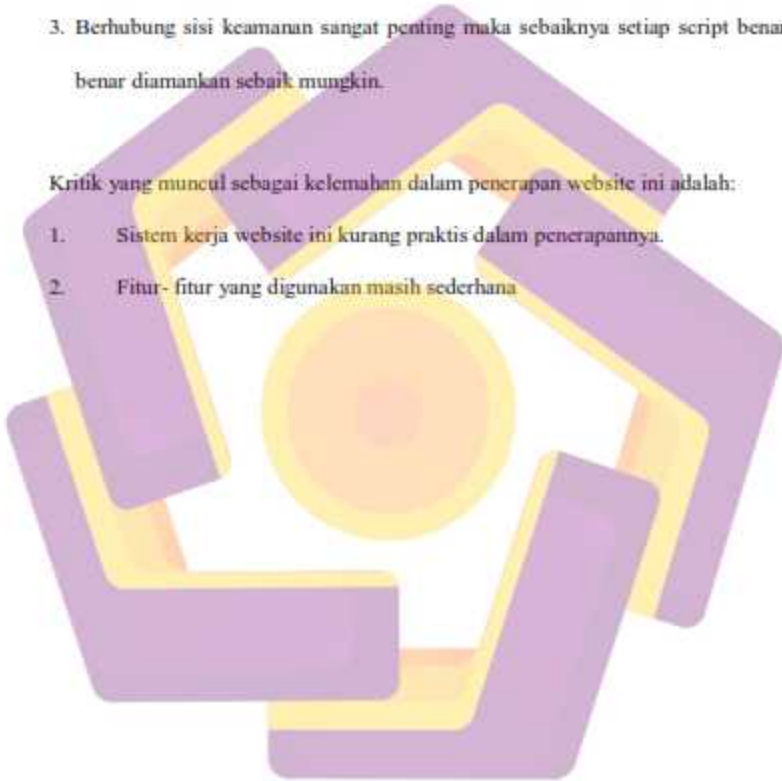 3. Berhubung sisi keamanan sangat penting maka sebaiknya setiap script benar
benar diamankan sebaik mungkin.
Kritik yang muncul sebagai kelemahan dalam penerapan website ini adalah:
1. Sistem kerja website ini kurang praktis dalam penerapannya.
2. Fitur- fitur yang digunakan masih sederhana